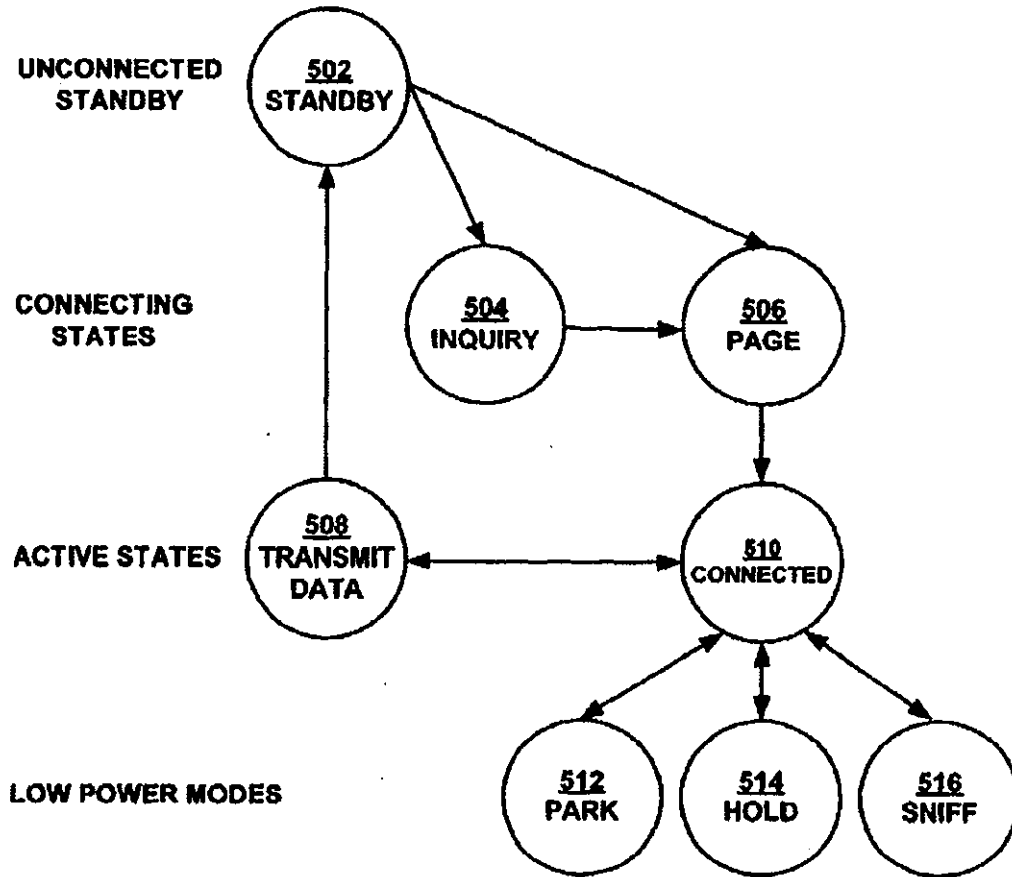 UNCONNECTED
STANDBY
502
STANDBY
CONNECTING
STATES
504
INQUIRY
506
PAGE
ACTIVE STATES
508
TRANSMIT
DATA
510
CONNECTED
LOW POWER MODES
512
PARK
514
HOLD
516
SNIFF